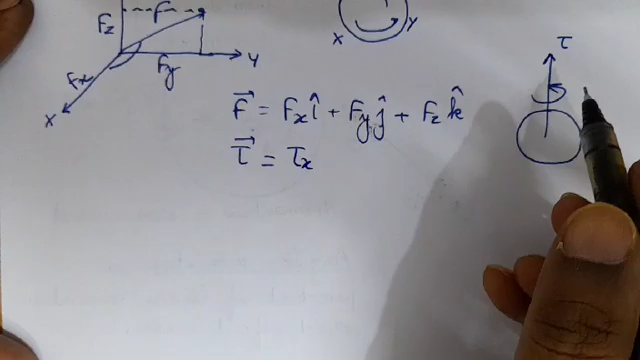 F
Fz
Fx
Fy
y
x
x y
τ
F⃗ = Fx î + Fy ĵ + Fz k̂
τ⃗ = τx